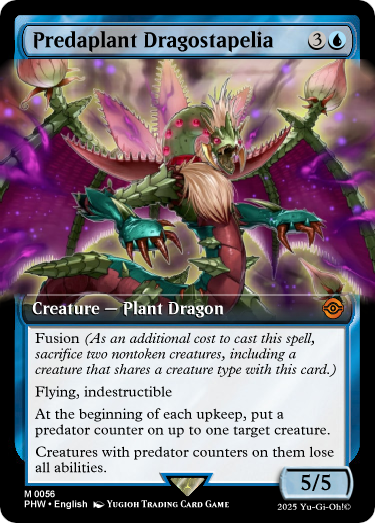 Predaplant Dragostapelia 3
Creature — Plant Dragon
Fusion (As an additional cost to cast this spell,
sacrifice two nontoken creatures, including a
creature that shares a creature type with this card.)
Flying, indestructible
At the beginning of each upkeep, put a
predator counter on up to one target creature.
Creatures with predator counters on them lose
all abilities.
5/5
M 0056
PHW • English Yugioh Trading Card Game
2025 Yu-Gi-Oh!©